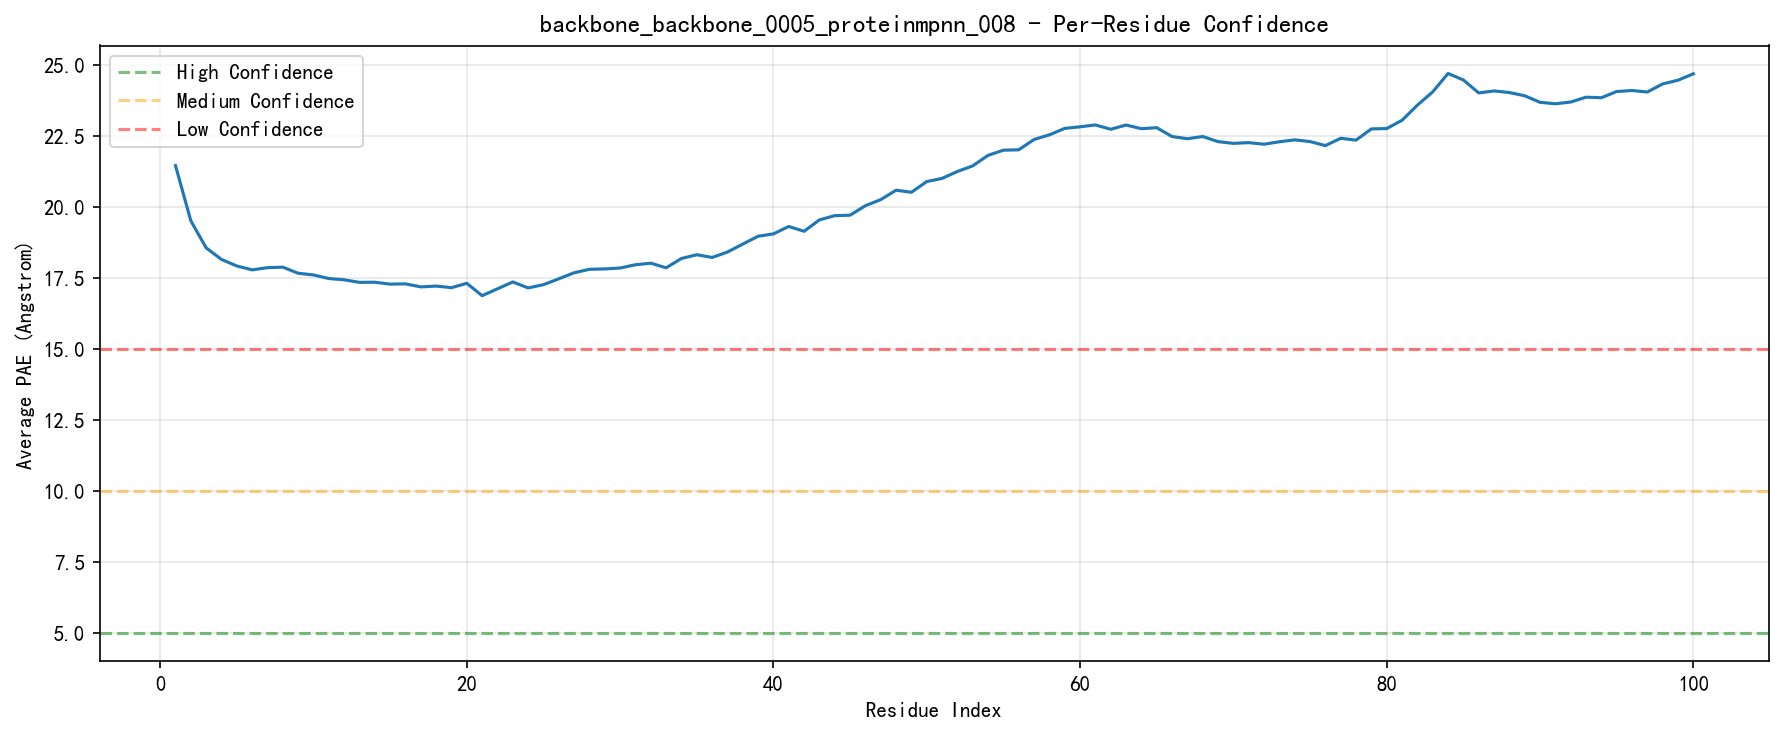 backbone_backbone_0005_proteinmpnn_008 - Per-Residue Confidence
High Confidence
Medium Confidence
Low Confidence
25.0
22.5
20.0
17.5
15.0
12.5
10.0
7.5
5.0
Average PAE (Angstrom)
0 20 40 60 80 100
Residue Index